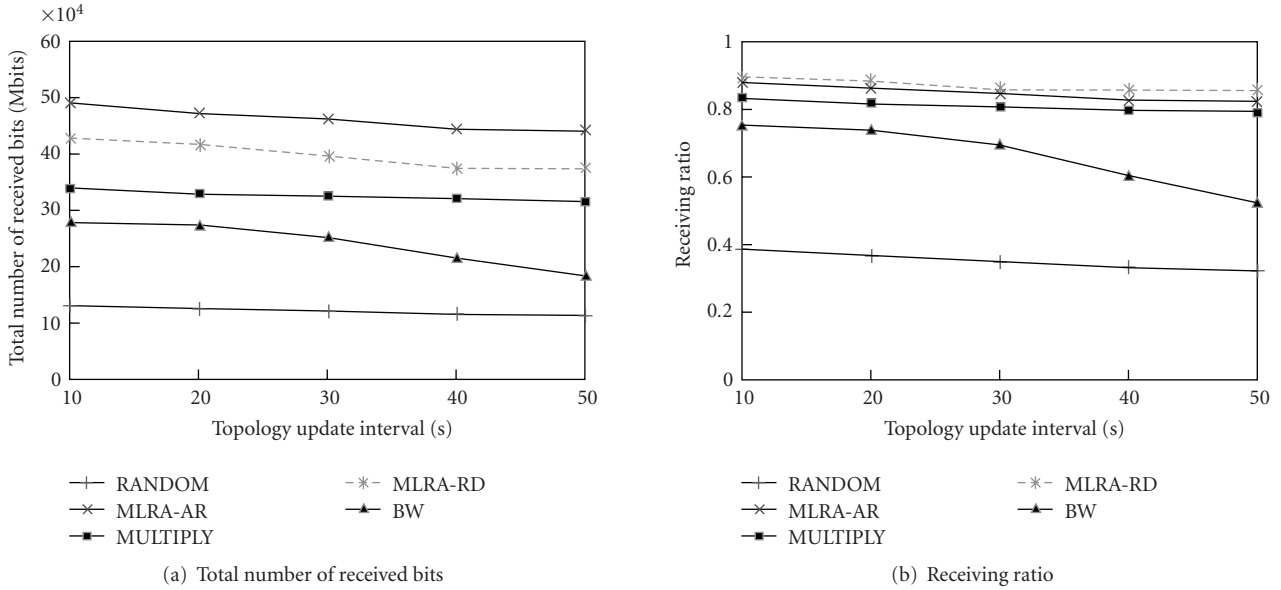 ×10⁴
60
50
40
30
20
10
0
Total number of received bits (Mbits)
10 20 30 40 50
Topology update interval (s)
RANDOM
MLRA-AR
MULTIPLY
MLRA-RD
BW
(a) Total number of received bits
1
0.8
0.6
0.4
0.2
0
Receiving ratio
10 20 30 40 50
Topology update interval (s)
RANDOM
MLRA-AR
MULTIPLY
MLRA-RD
BW
(b) Receiving ratio